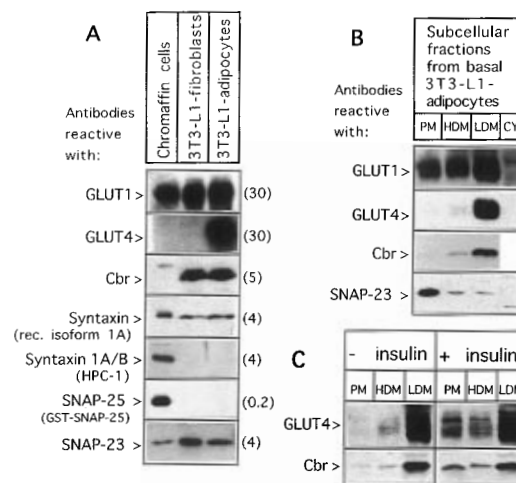 A
Antibodies
reactive
with:
Chromaffin cells
3T3-L1-fibroblasts
3T3-L1-adipocytes
GLUT1> (30)
GLUT4> (30)
Cbr > (5)
Syntaxin > (4)
(rec. isoform 1A)
Syntaxin 1A/B > (4)
(HPC-1)
SNAP-25 > (0.2)
(GST-SNAP-25)
SNAP-23 > (4)
B
Subcellular
fractions
from basal
3T3-L1-
adipocytes
Antibodies
reactive
with:
PM HDM LDM CY
GLUT1>
GLUT4>
Cbr >
SNAP-23 >
C
- insulin + insulin
PM HDM LDM PM HDM LDM
GLUT4>
Cbr >